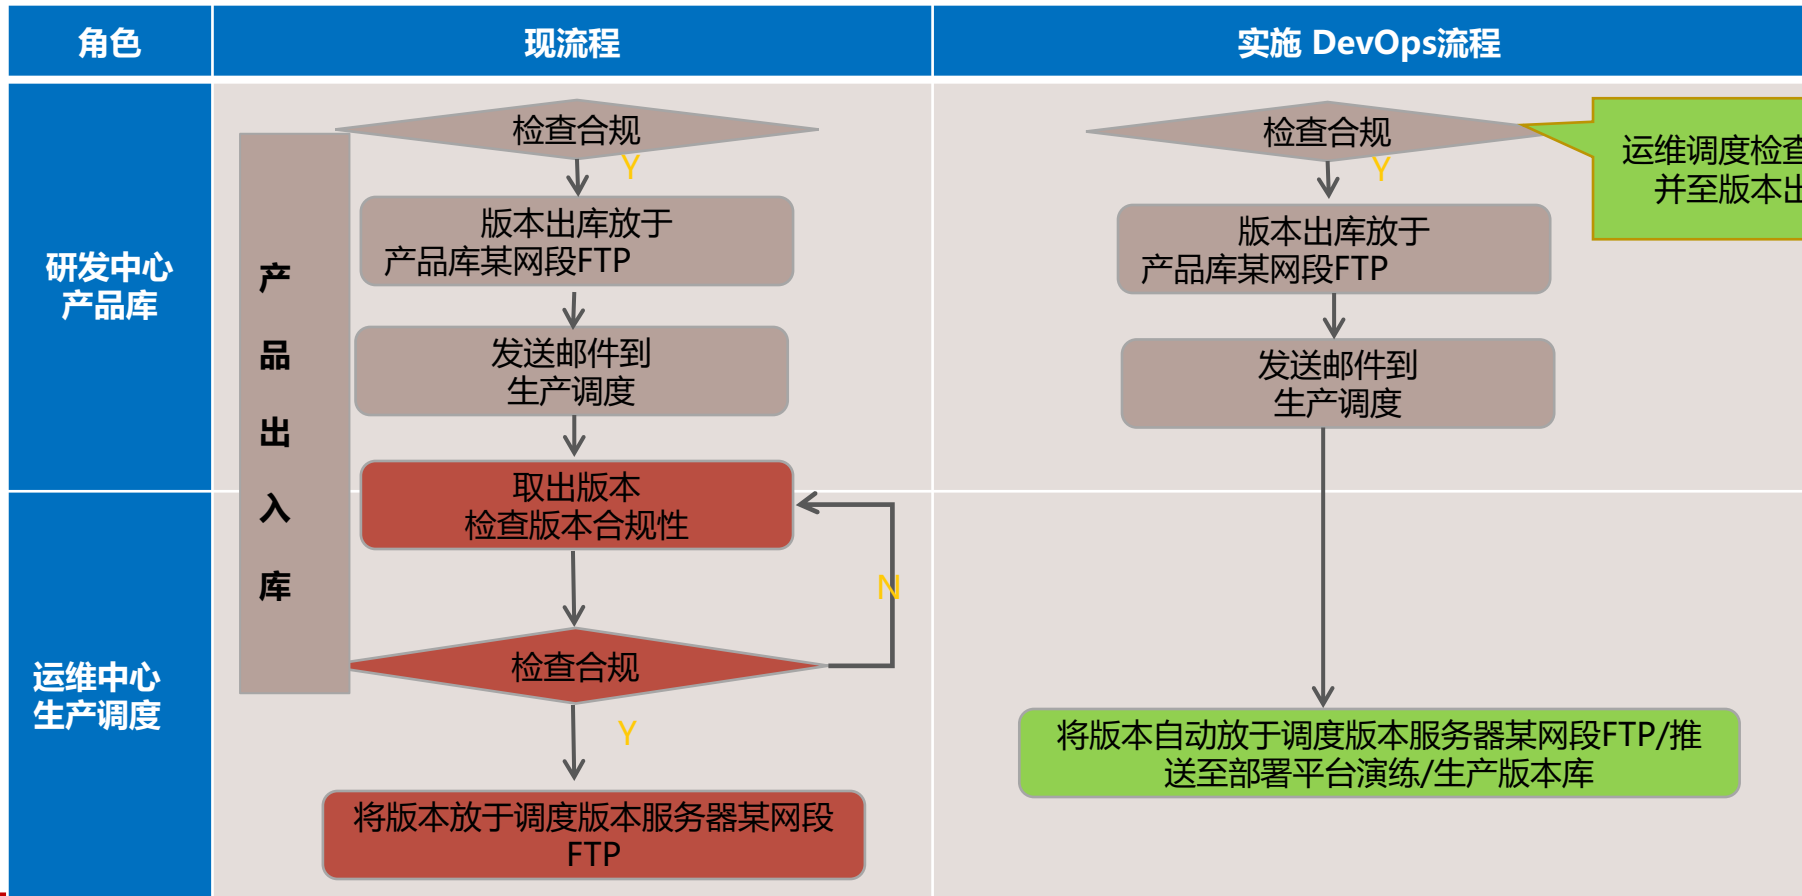 角色
现流程
实施 DevOps流程
研发中心
产品库
产
品
出
入
库
检查合规
Y
版本出库放于
产品库某网段FTP
发送邮件到
生产调度
取出版本
检查版本合规性
N
检查合规
Y
将版本放于调度版本服务器某网段
FTP
检查合规
Y
运维调度检查
并至版本出
版本出库放于
产品库某网段FTP
发送邮件到
生产调度
运维中心
生产调度
将版本自动放于调度版本服务器某网段FTP/推
送至部署平台演练/生产版本库